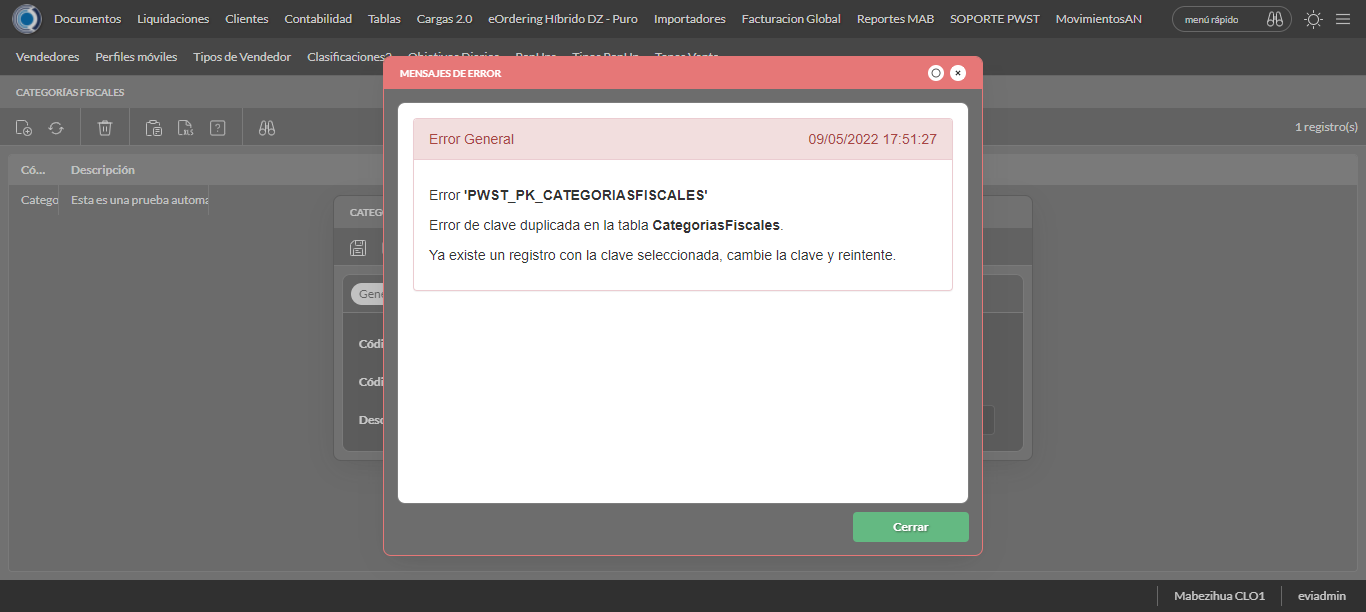 Documentos Liquidaciones Clientes Contabilidad Tablas Cargas 2.0 eOrdering Híbrido DZ - Puro Importadores Facturacion Global Reportes MAB SOPORTE PWST MovimientosAN menú rápido
Vendedores Perfiles móviles Tipos de Vendedor Clasificaciones2 Objetivos Diarios
MENSAJES DE ERROR
CATEGORÍAS FISCALES
XLS ? 1 registro(s)
Error General 09/05/2022 17:51:27
Có... Descripción
Catego Esta es una prueba automa
Error 'PWST_PK_CATEGORIASFISCALES'
CATEG
Error de clave duplicada en la tabla CategoriasFiscales.
Ya existe un registro con la clave seleccionada, cambie la clave y reintente.
Gene
Códi
Códi
Desc
Cerrar
Mabezihua CLO1 eviadmin